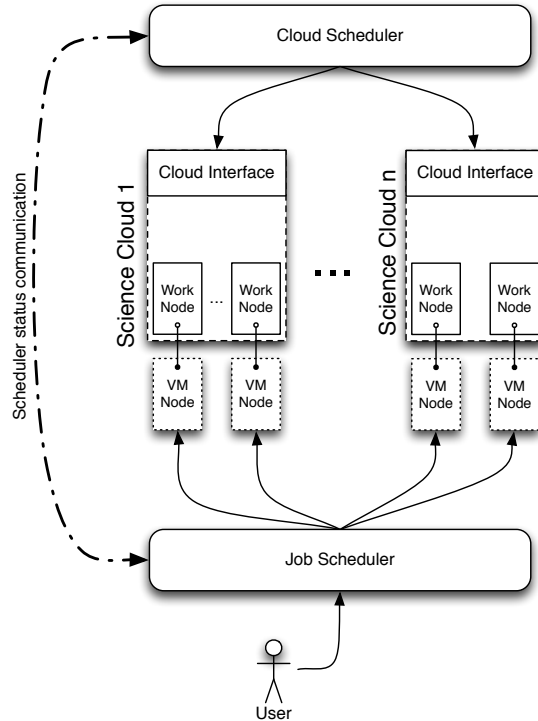 Cloud Scheduler
Cloud Interface
Cloud Interface
Science Cloud 1
Science Cloud n
Scheduler status communication
Work
Node
...
Work
Node
...
Work
Node
Work
Node
VM
Node
VM
Node
VM
Node
VM
Node
Job Scheduler
User